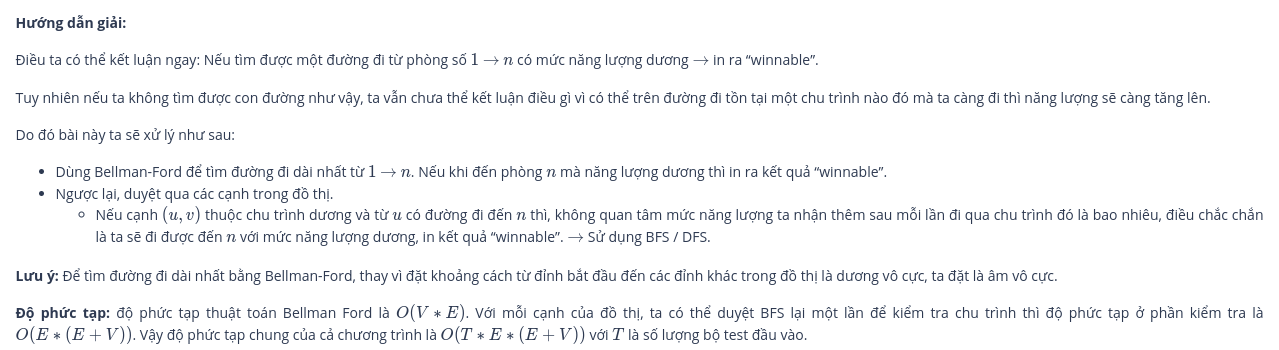 Hướng dẫn giải:
Điều ta có thể kết luận ngay: Nếu tìm được một đường đi từ phòng số 1 → n có mức năng lượng dương → in ra “winnable”.
Tuy nhiên nếu ta không tìm được con đường như vậy, ta vẫn chưa thể kết luận điều gì vì có thể trên đường đi tồn tại một chu trình nào đó mà ta càng đi thì năng lượng sẽ càng tăng lên.
Do đó bài này ta sẽ xử lý như sau:
• Dùng Bellman-Ford để tìm đường đi dài nhất từ 1 → n. Nếu khi đến phòng n mà năng lượng dương thì in ra kết quả “winnable”.
• Ngược lại, duyệt qua các cạnh trong đồ thị.
◦ Nếu cạnh (u, v) thuộc chu trình dương và từ u có đường đi đến n thì, không quan tâm mức năng lượng ta nhận thêm sau mỗi lần đi qua chu trình đó là bao nhiêu, điều chắc chắn
là ta sẽ đi được đến n với mức năng lượng dương, in kết quả “winnable”. → Sử dụng BFS / DFS.
Lưu ý: Để tìm đường đi dài nhất bằng Bellman-Ford, thay vì đặt khoảng cách từ đỉnh bắt đầu đến các đỉnh khác trong đồ thị là dương vô cực, ta đặt là âm vô cực.
Độ phức tạp: độ phức tạp thuật toán Bellman Ford là O(V * E). Với mỗi cạnh của đồ thị, ta có thể duyệt BFS lại một lần để kiểm tra chu trình thì độ phức tạp ở phần kiểm tra là
O(E * (E + V)). Vậy độ phức tạp chung của cả chương trình là O(T * E * (E + V)) với T là số lượng bộ test đầu vào.